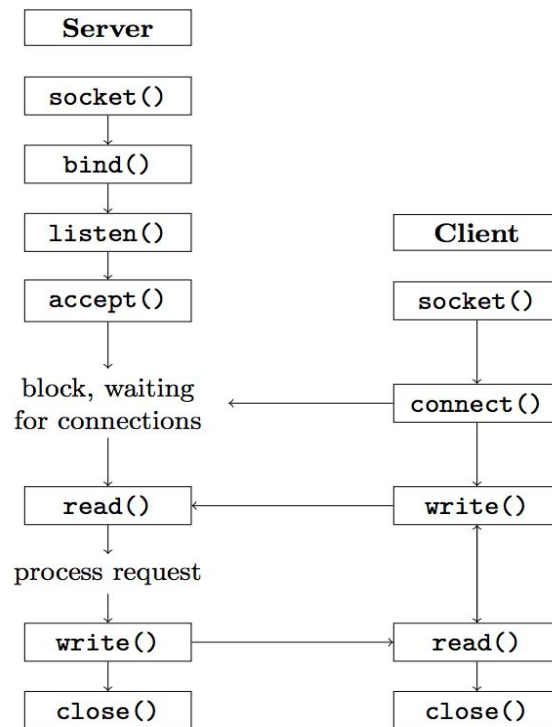 Server
socket()
bind()
listen()
accept()
block, waiting
for connections
read()
process request
write()
close()
Client
socket()
connect()
write()
read()
close()